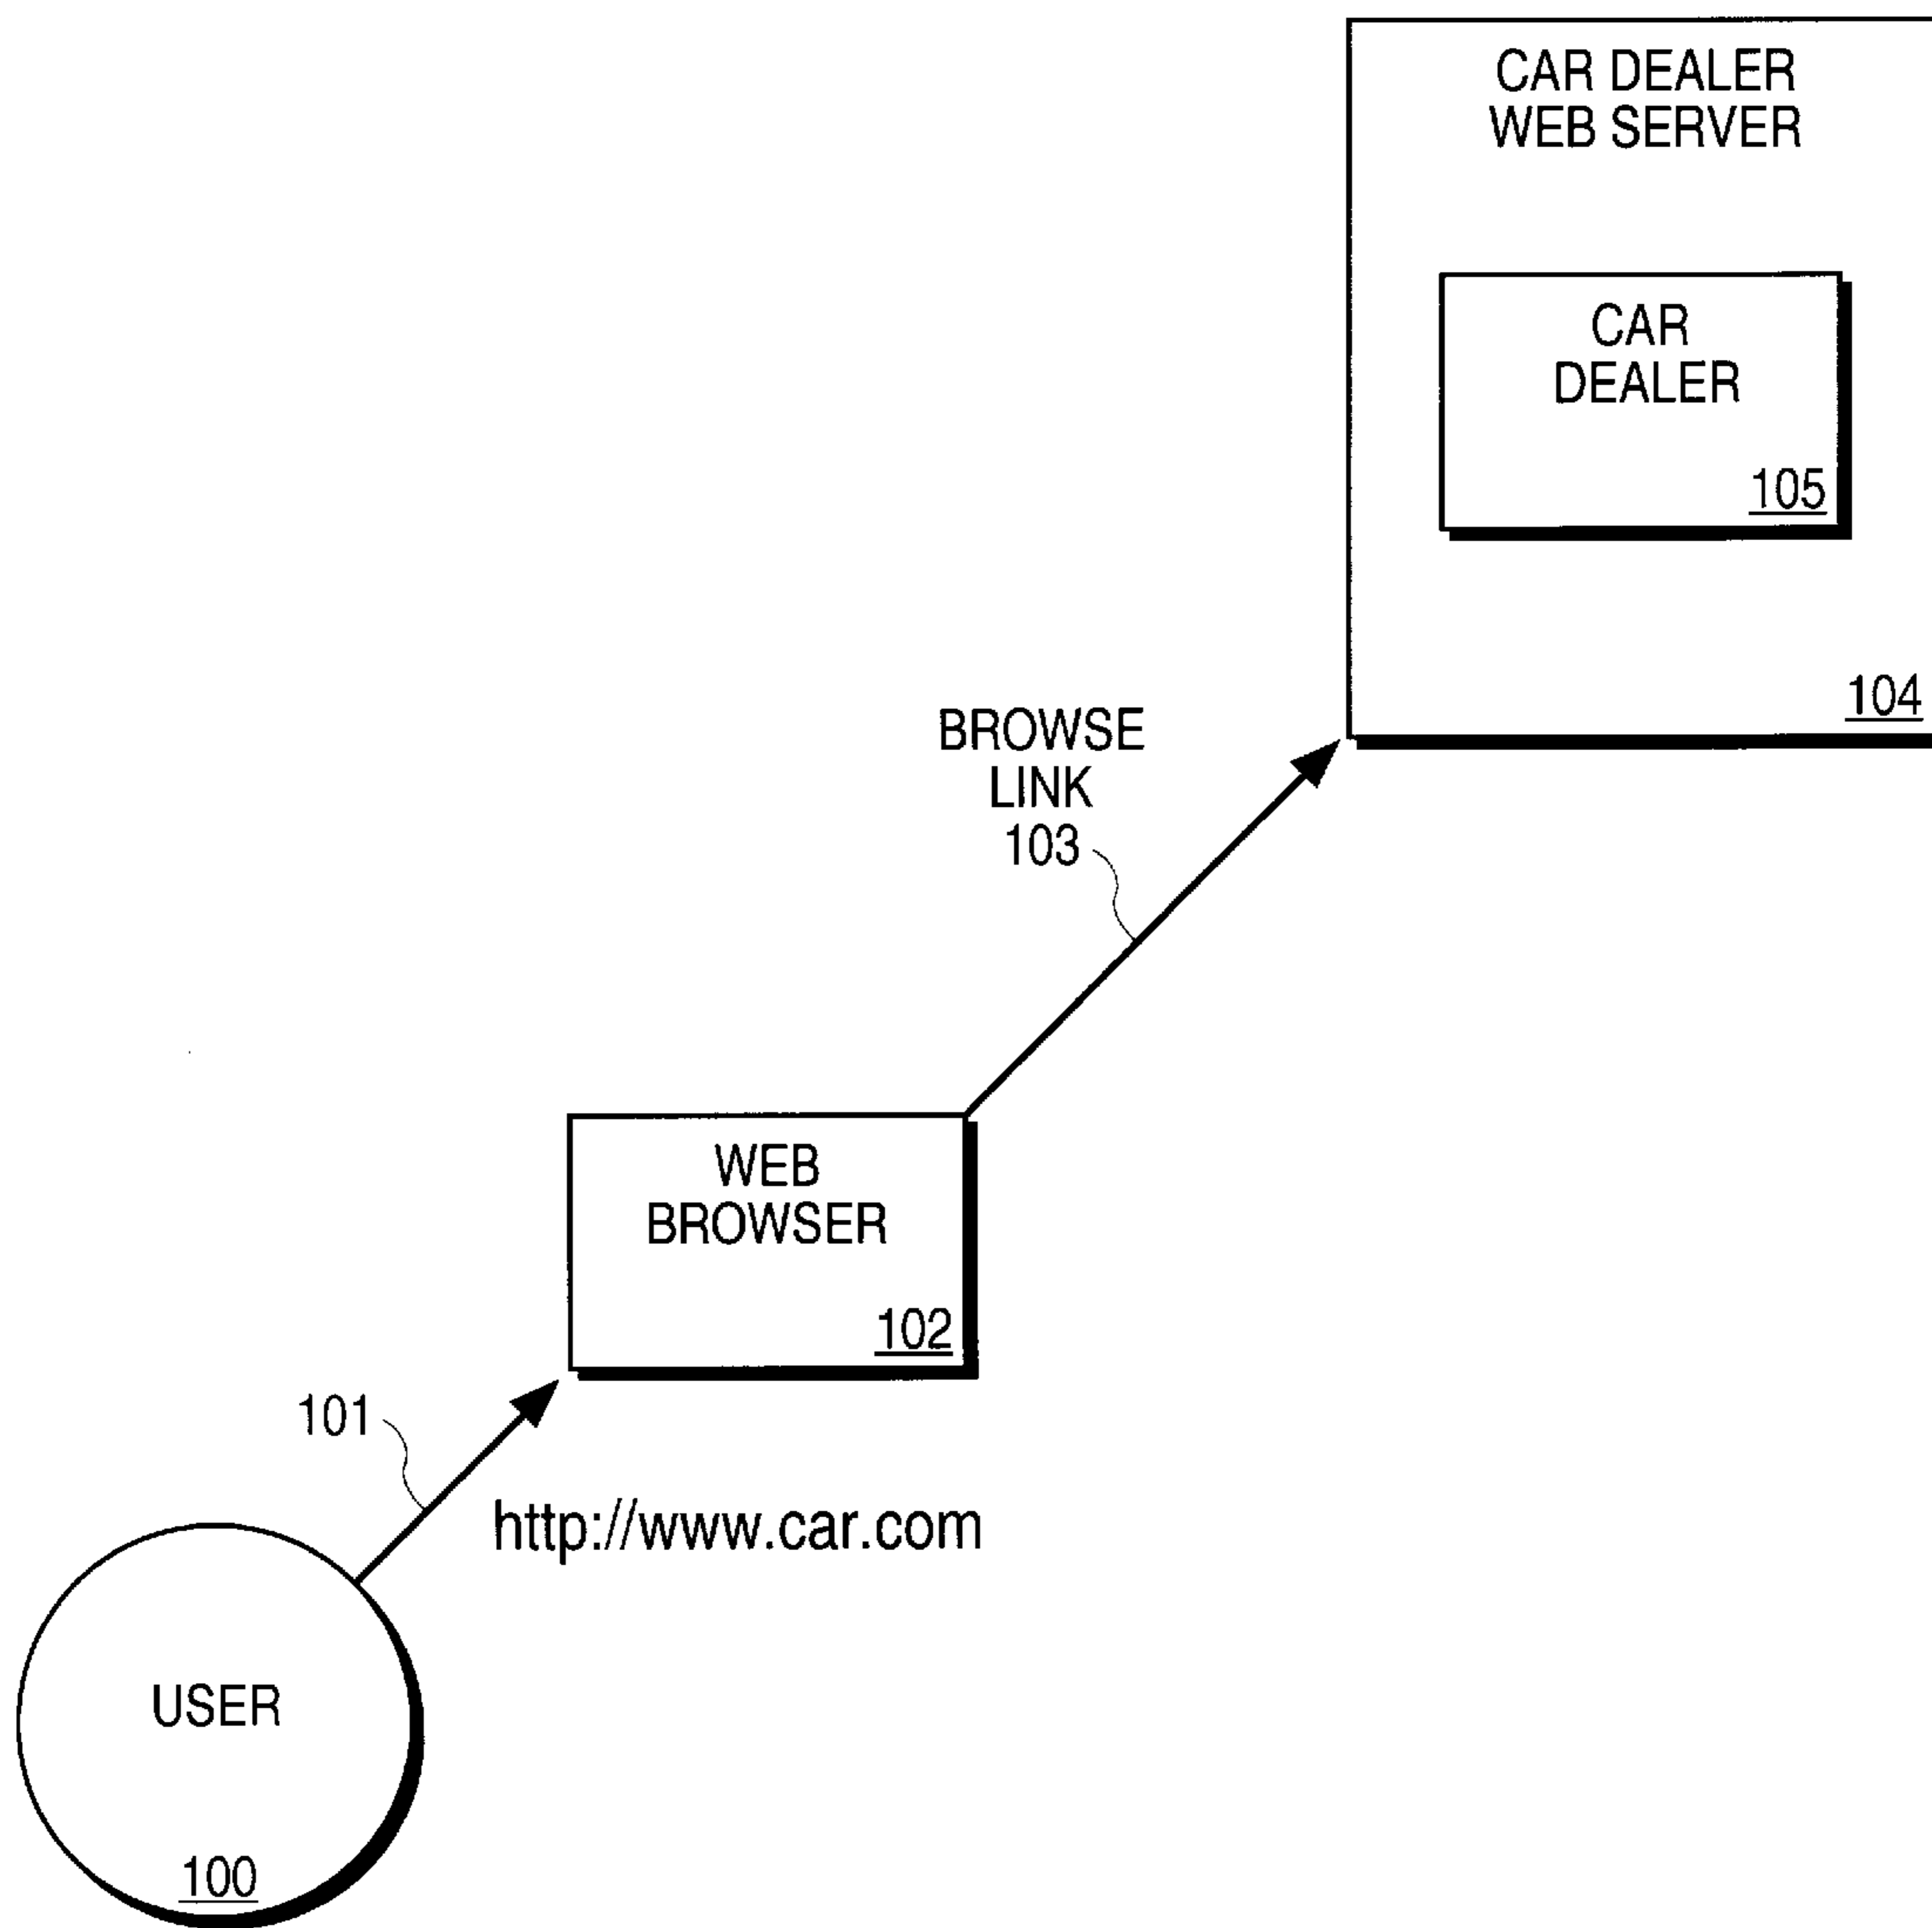 CAR DEALER
WEB SERVER
CAR
DEALER
105
104
BROWSE
LINK
103
WEB
BROWSER
102
101
http://www.car.com
USER
100